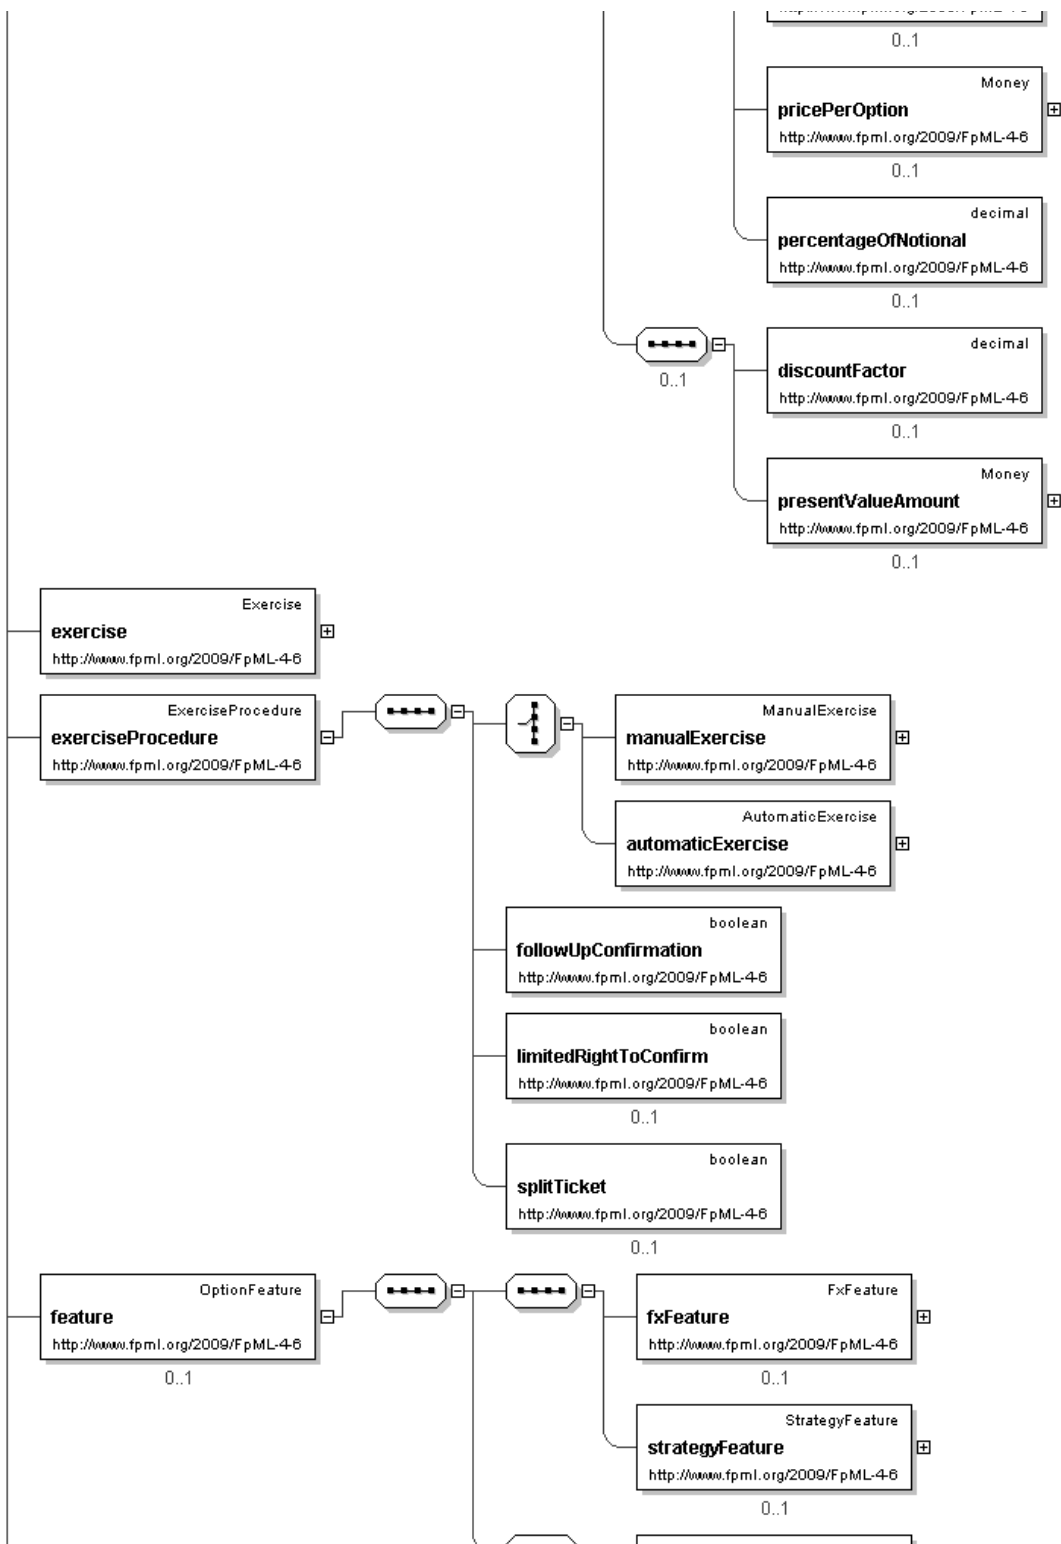 0..1
Money
pricePerOption
http://www.fpml.org/2009/FpML-4-6
0..1
decimal
percentageOfNotional
http://www.fpml.org/2009/FpML-4-6
0..1
decimal
discountFactor
http://www.fpml.org/2009/FpML-4-6
0..1
0..1
Money
presentValueAmount
http://www.fpml.org/2009/FpML-4-6
0..1
Exercise
exercise
http://www.fpml.org/2009/FpML-4-6
ExerciseProcedure
exerciseProcedure
http://www.fpml.org/2009/FpML-4-6
ManualExercise
manualExercise
http://www.fpml.org/2009/FpML-4-6
AutomaticExercise
automaticExercise
http://www.fpml.org/2009/FpML-4-6
boolean
followUpConfirmation
http://www.fpml.org/2009/FpML-4-6
boolean
limitedRightToConfirm
http://www.fpml.org/2009/FpML-4-6
0..1
boolean
splitTicket
http://www.fpml.org/2009/FpML-4-6
0..1
OptionFeature
feature
http://www.fpml.org/2009/FpML-4-6
0..1
FxFeature
fxFeature
http://www.fpml.org/2009/FpML-4-6
0..1
StrategyFeature
strategyFeature
http://www.fpml.org/2009/FpML-4-6
0..1